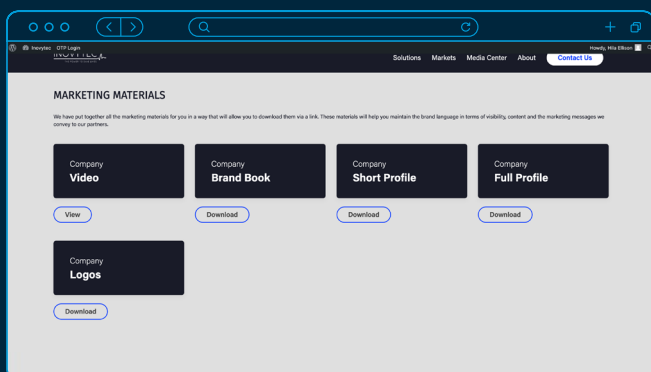 Inovytec OTP Login Howdy, Hila Ellison
INOVYTEC
Solutions Markets Media Center About Contact Us
MARKETING MATERIALS
We have put together all the marketing materials for you in a way that will allow you to download them via a link. These materials will help you maintain the brand language in terms of visibility, content and the marketing messages we
convey to our partners.
Company
Video
Company
Brand Book
Company
Short Profile
Company
Full Profile
View
Download
Download
Download
Company
Logos
Download